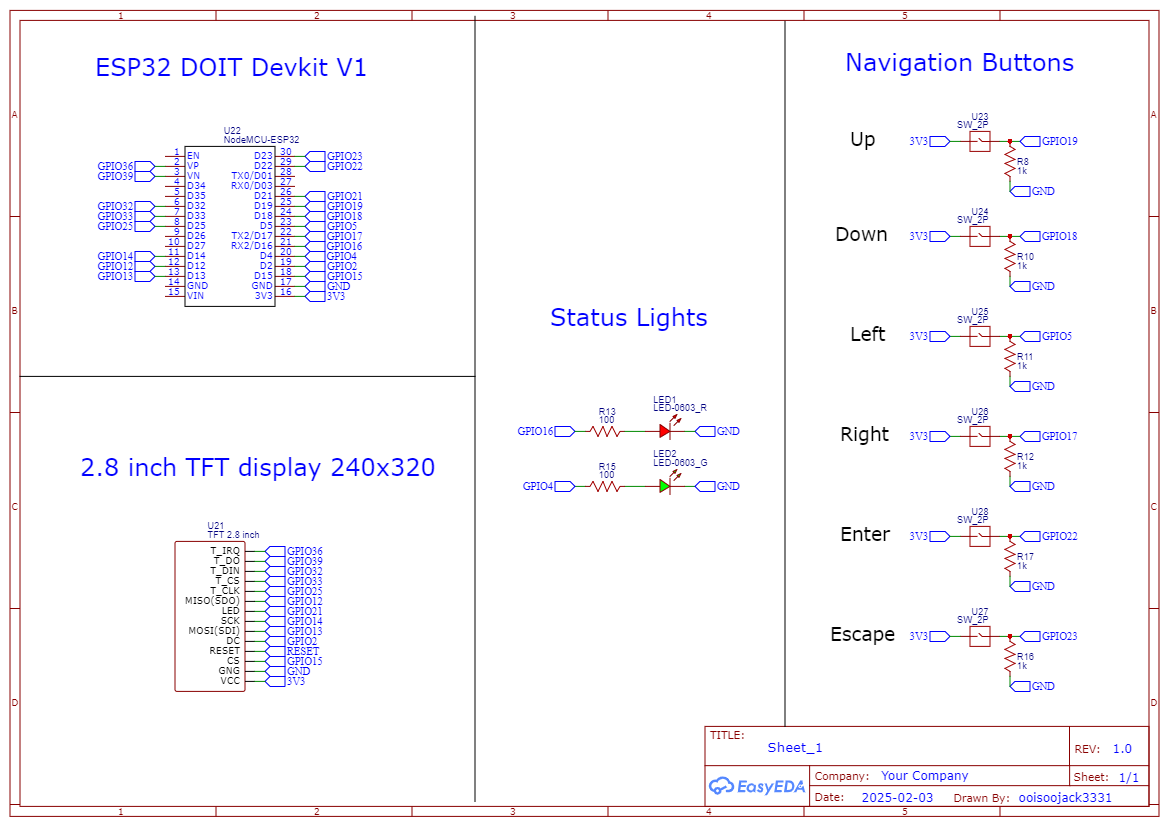 1 2 3 4 5
A
B
C
D
ESP32 DOIT Devkit V1
U22
NodeMCU-ESP32
1 EN D23 30 GPIO23
GPIO36 2 VP D22 29 GPIO22
GPIO39 3 VN TX0/D01 28
4 D34 RX0/D03 27
5 D35 D21 26 GPIO21
GPIO32 6 D32 D19 25 GPIO19
GPIO33 7 D33 D18 24 GPIO18
GPIO25 8 D25 D5 23 GPIO5
9 D26 TX2/D17 22 GPIO17
10 D27 RX2/D16 21 GPIO16
GPIO14 11 D14 D4 20 GPIO4
GPIO12 12 D12 D2 19 GPIO2
GPIO13 13 D13 D15 18 GPIO15
14 GND GND 17 GND
15 VIN 3V3 16 3V3
2.8 inch TFT display 240x320
U21
TFT 2.8 inch
T_IRQ GPIO36
T_DO GPIO39
T_DIN GPIO32
T_CS GPIO33
T_CLK GPIO25
MISO(SDO) GPIO12
LED GPIO21
SCK GPIO14
MOSI(SDI) GPIO13
DC GPIO2
RESET RESET
CS GPIO15
GNG GND
VCC 3V3
Status Lights
LED1
LED-0603_R
R13
100
GPIO16 GND
LED2
LED-0603_G
R15
100
GPIO4 GND
Navigation Buttons
U23
SW_2P
Up 3V3 GPIO19
R8
1k
GND
U24
SW_2P
Down 3V3 GPIO18
R10
1k
GND
U25
SW_2P
Left 3V3 GPIO5
R11
1k
GND
U26
SW_2P
Right 3V3 GPIO17
R12
1k
GND
U28
SW_2P
Enter 3V3 GPIO22
R17
1k
GND
U27
SW_2P
Escape 3V3 GPIO23
R16
1k
GND
A
B
C
D
TITLE:
Sheet_1
REV: 1.0
EasyEDA
Company: Your Company
Sheet: 1/1
Date: 2025-02-03 Drawn By: ooisoojack3331
1 2 3 4 5